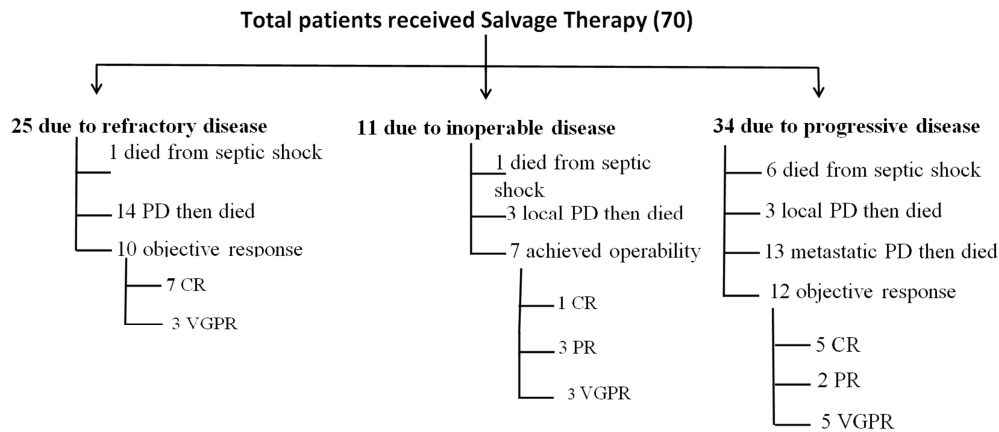 Total patients received Salvage Therapy (70)
25 due to refractory disease
1 died from septic shock
14 PD then died
10 objective response
7 CR
3 VGPR
11 due to inoperable disease
1 died from septic
shock
3 local PD then died
7 achieved operability
1 CR
3 PR
3 VGPR
34 due to progressive disease
6 died from septic shock
3 local PD then died
13 metastatic PD then died
12 objective response
5 CR
2 PR
5 VGPR